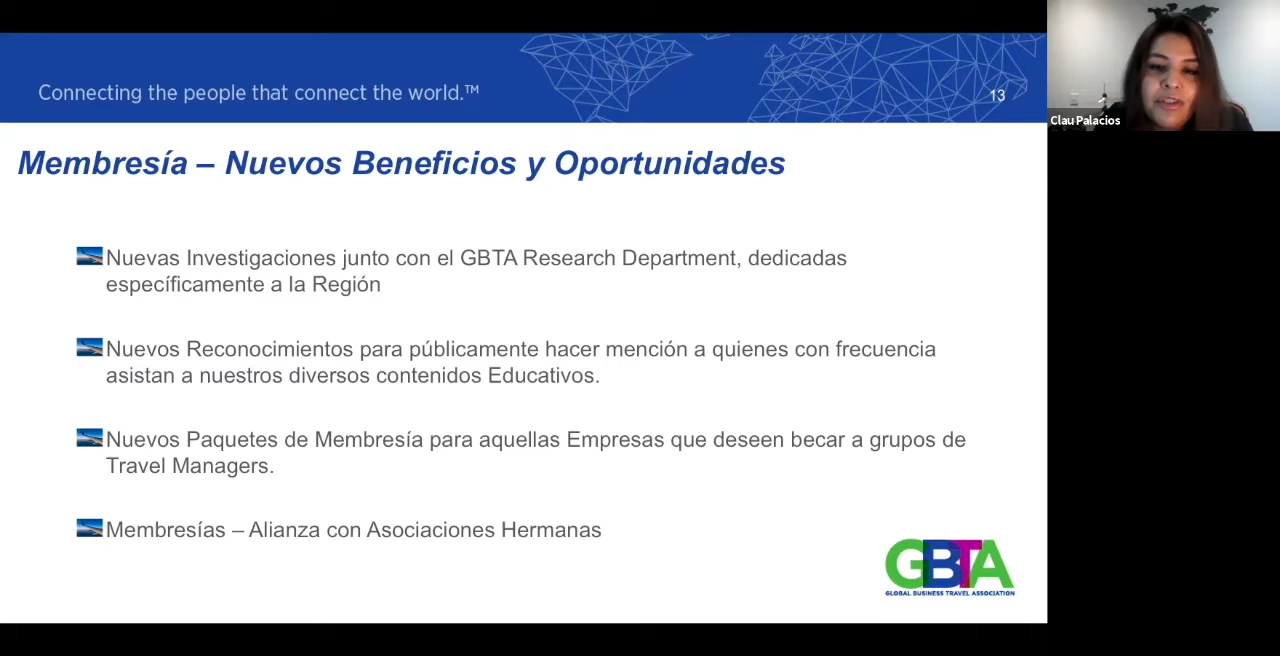 Connecting the people that connect the world.™
13
Clau Palacios
Membresía – Nuevos Beneficios y Oportunidades
Nuevas Investigaciones junto con el GBTA Research Department, dedicadas
específicamente a la Región
Nuevos Reconocimientos para públicamente hacer mención a quienes con frecuencia
asistan a nuestros diversos contenidos Educativos.
Nuevos Paquetes de Membresía para aquellas Empresas que deseen becar a grupos de
Travel Managers.
Membresías – Alianza con Asociaciones Hermanas
GBTA
GLOBAL BUSINESS TRAVEL ASSOCIATION